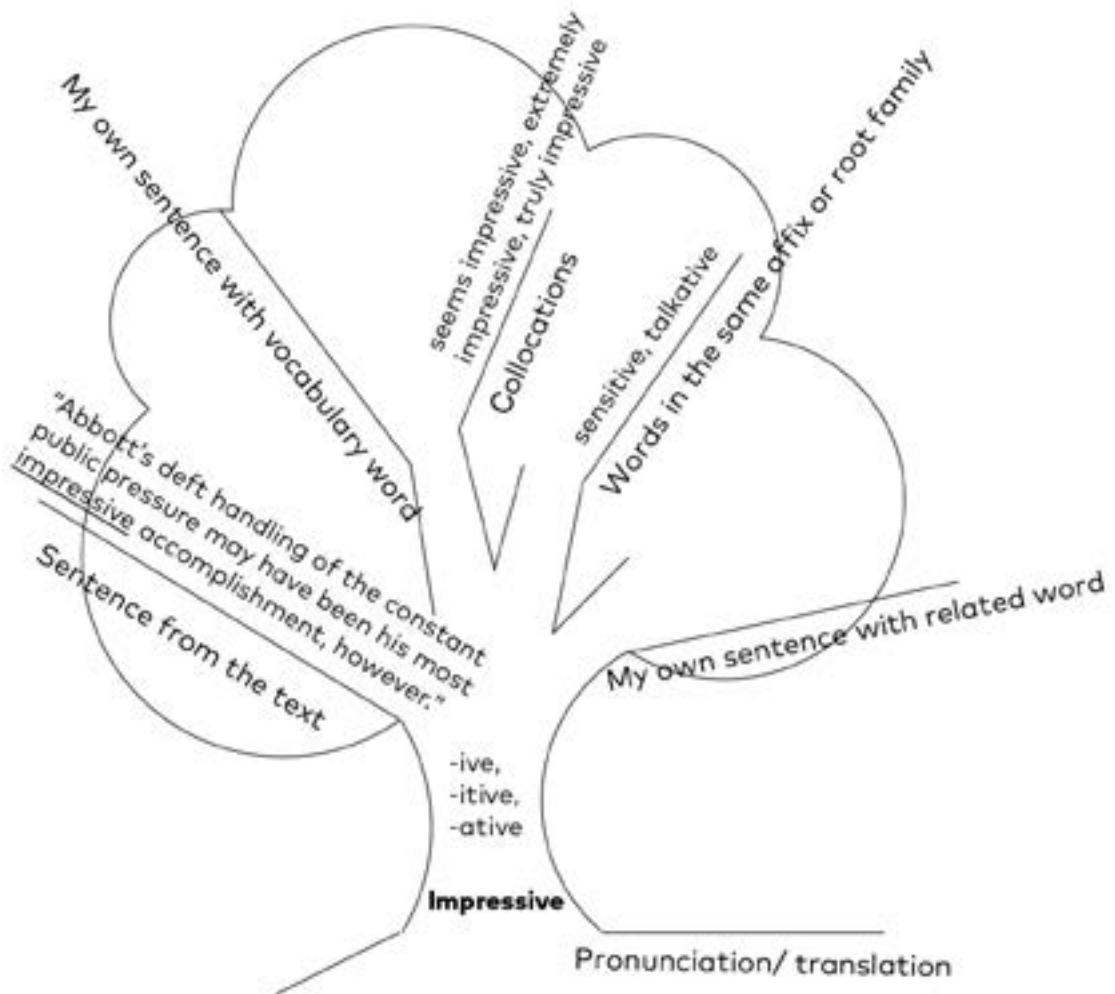 My own sentence with vocabulary word
seems impressive, extremely
impressive, truly impressive
Collocations
sensitive, talkative
Words in the same affix or root family
"Abbott's deft handling of the constant
public pressure may have been his most
impressive accomplishment, however."
Sentence from the text
My own sentence with related word
-ive,
-itive,
-ative
Impressive
Pronunciation/ translation